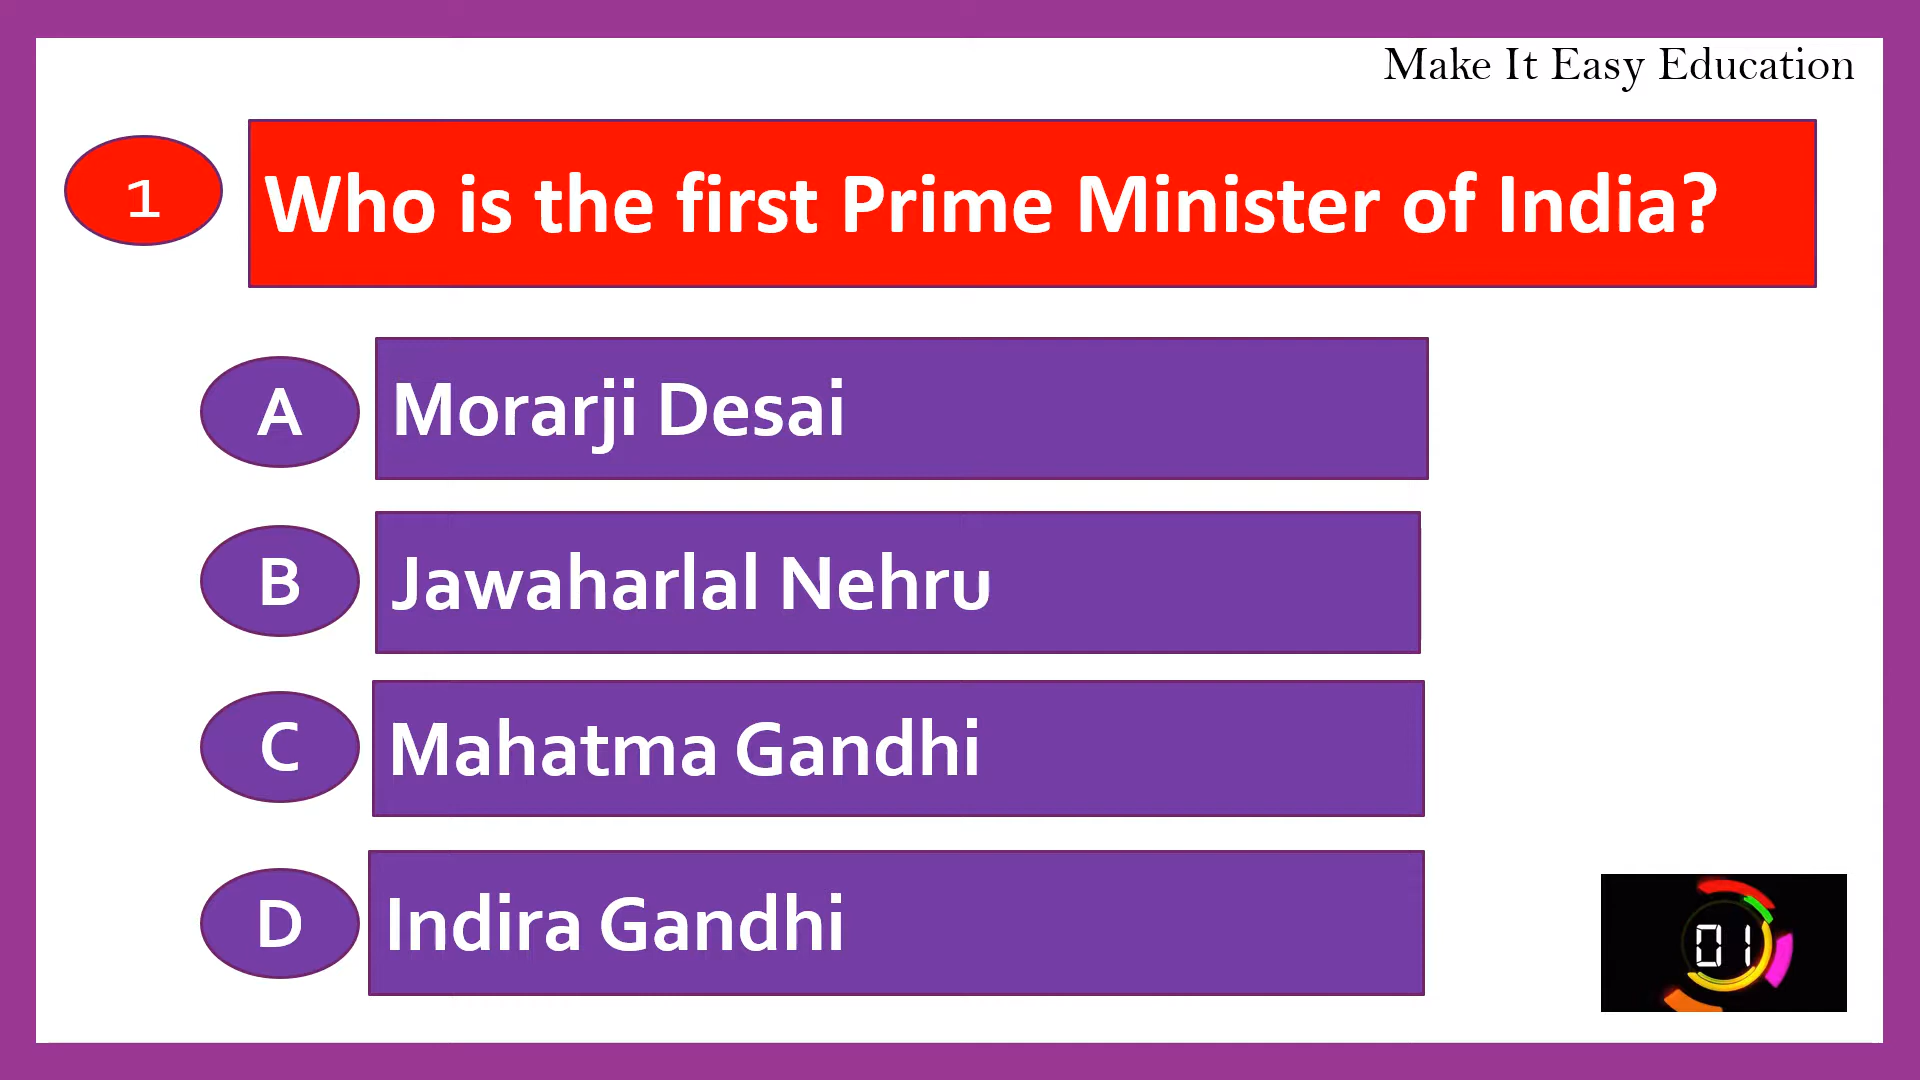 Make It Easy Education
1
Who is the first Prime Minister of India?
A
Morarji Desai
B
Jawaharlal Nehru
C
Mahatma Gandhi
D
Indira Gandhi
01